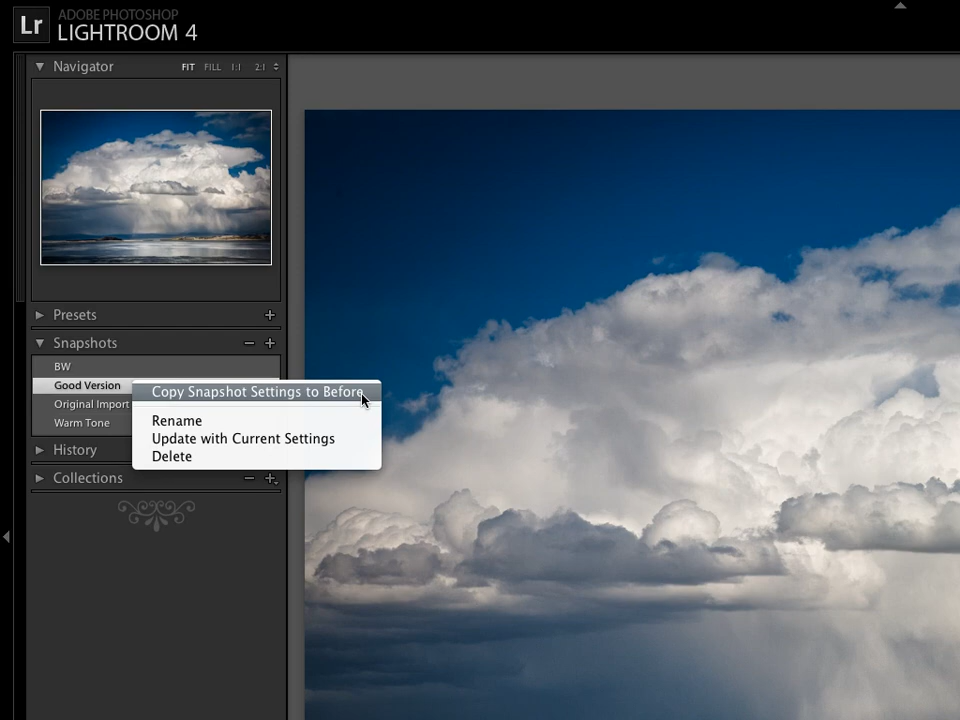 Lr
ADOBE PHOTOSHOP
LIGHTROOM 4
Navigator FIT FILL 1:1 2:1
Presets
Snapshots
BW
Good Version
Original Import
Warm Tone
Copy Snapshot Settings to Before
Rename
Update with Current Settings
Delete
History
Collections